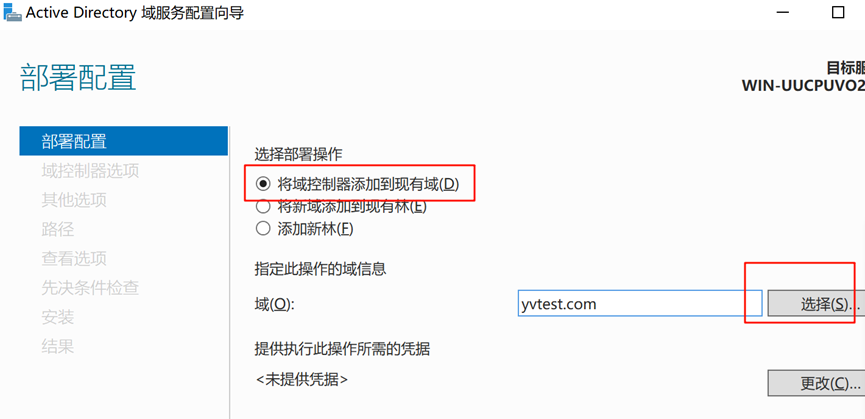 Active Directory 域服务配置向导
部署配置
目标服
WIN-UUCPUVO2
部署配置
域控制器选项
其他选项
路径
查看选项
先决条件检查
安装
结果
选择部署操作
将域控制器添加到现有域(D)
将新域添加到现有林(E)
添加新林(F)
指定此操作的域信息
域(O):
yvtest.com
选择(S)...
提供执行此操作所需的凭据
<未提供凭据>
更改(C)...